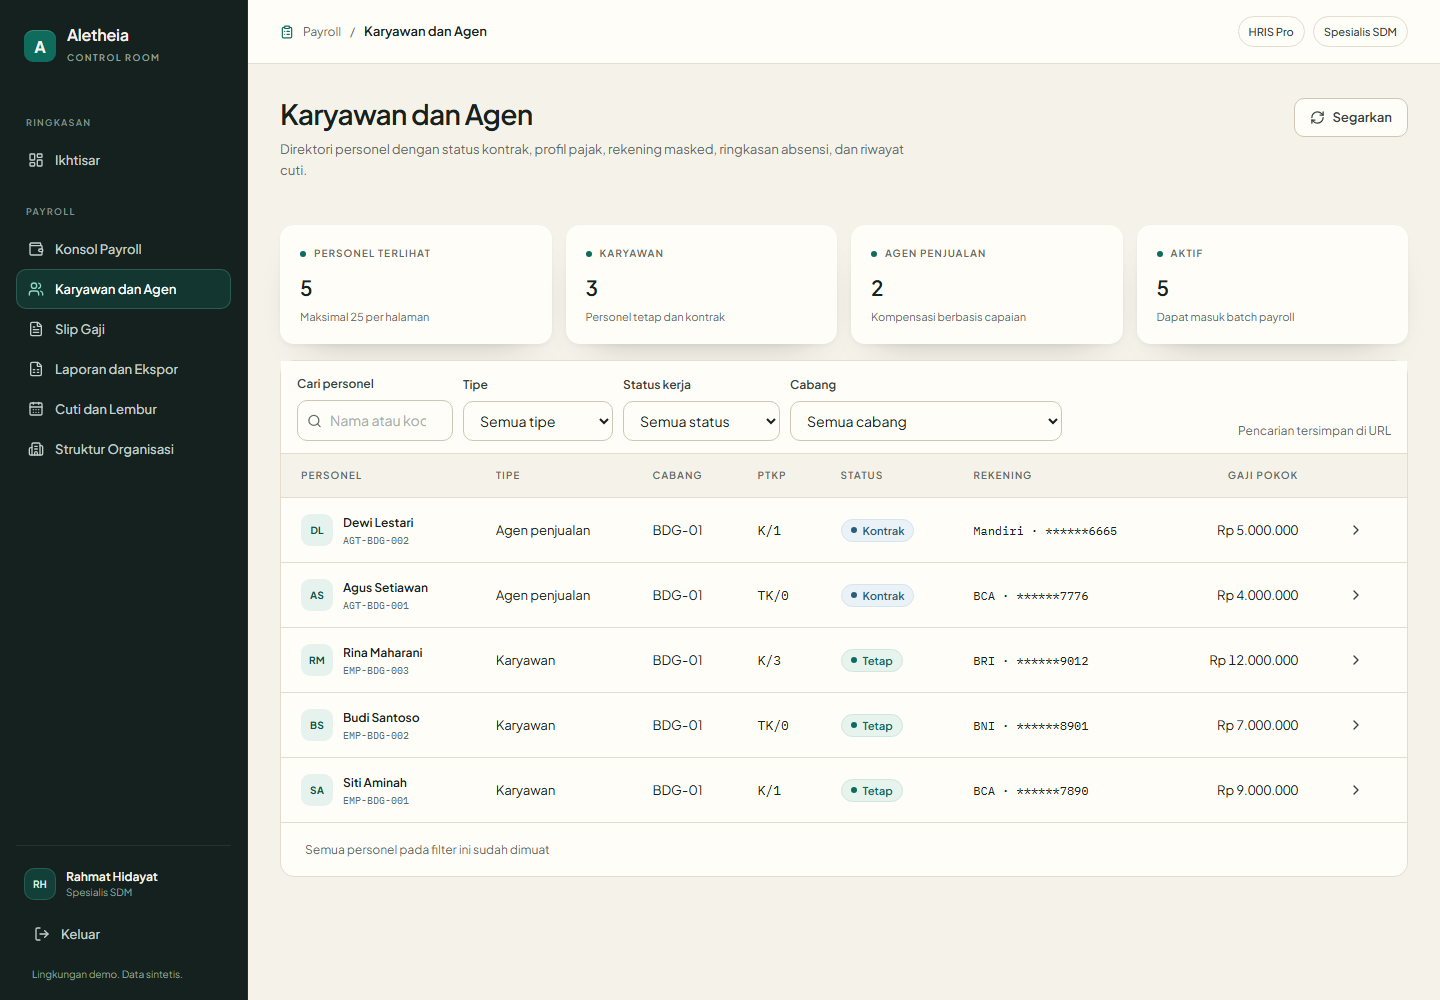 A
Aletheia
CONTROL ROOM
RINGKASAN
Ikhtisar
PAYROLL
Konsol Payroll
Karyawan dan Agen
Slip Gaji
Laporan dan Ekspor
Cuti dan Lembur
Struktur Organisasi
RH
Rahmat Hidayat
Spesialis SDM
Keluar
Lingkungan demo. Data sintetis.
Payroll / Karyawan dan Agen
HRIS Pro
Spesialis SDM
Karyawan dan Agen
Segarkan
Direktori personel dengan status kontrak, profil pajak, rekening masked, ringkasan absensi, dan riwayat
cuti.
PERSONEL TERLIHAT
5
Maksimal 25 per halaman
KARYAWAN
3
Personel tetap dan kontrak
AGEN PENJUALAN
2
Kompensasi berbasis capaian
AKTIF
5
Dapat masuk batch payroll
Cari personel
Nama atau koc
Tipe
Semua tipe
Status kerja
Semua status
Cabang
Semua cabang
Pencarian tersimpan di URL
PERSONEL TIPE CABANG PTKP STATUS REKENING GAJI POKOK
DL Dewi Lestari Agen penjualan BDG-01 K/1 Kontrak Mandiri · ******6665 Rp 5.000.000
AGT-BDG-002
AS Agus Setiawan Agen penjualan BDG-01 TK/0 Kontrak BCA · ******7776 Rp 4.000.000
AGT-BDG-001
RM Rina Maharani Karyawan BDG-01 K/3 Tetap BRI · ******9012 Rp 12.000.000
EMP-BDG-003
BS Budi Santoso Karyawan BDG-01 TK/0 Tetap BNI · ******8901 Rp 7.000.000
EMP-BDG-002
SA Siti Aminah Karyawan BDG-01 K/1 Tetap BCA · ******7890 Rp 9.000.000
EMP-BDG-001
Semua personel pada filter ini sudah dimuat